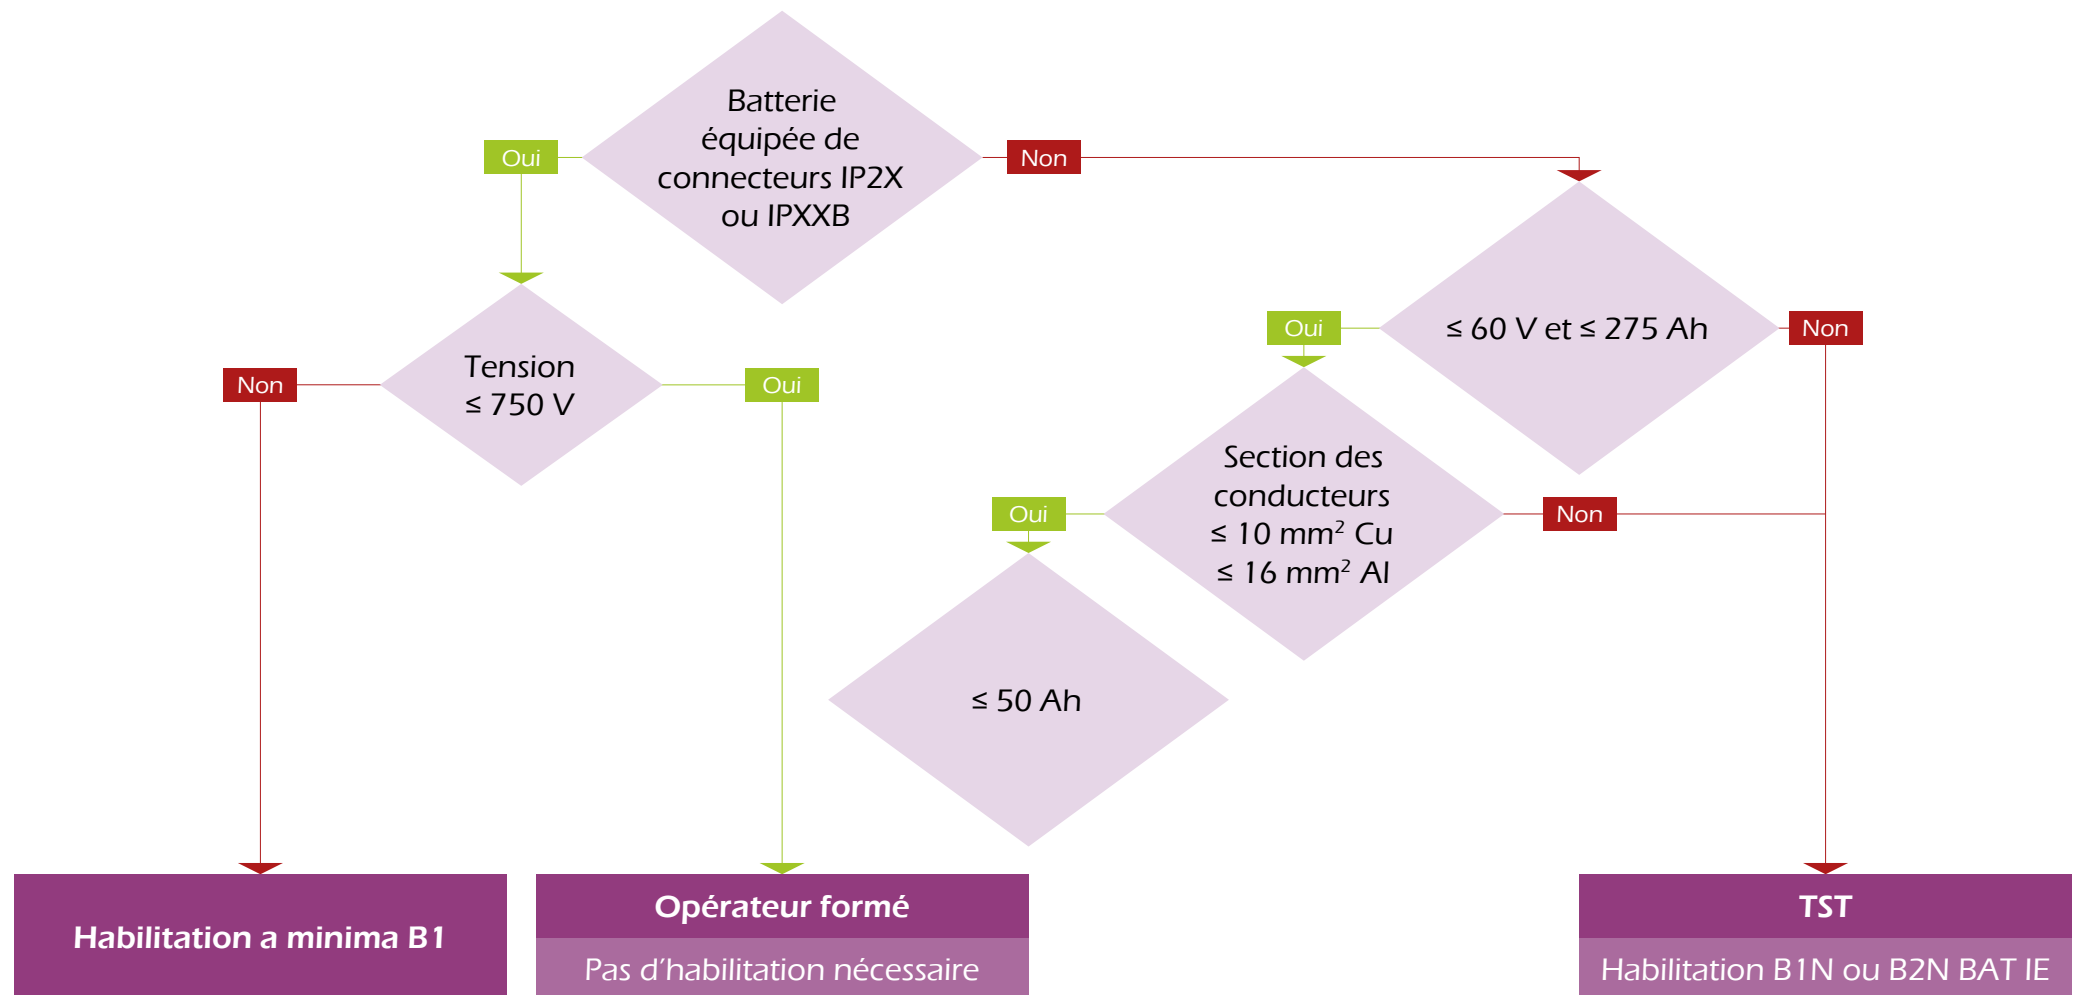 Batterie
équipée de
connecteurs IP2X
ou IPXXB
Oui
Non
Tension
≤ 750 V
Non
Oui
≤ 60 V et ≤ 275 Ah
Oui
Non
Section des
conducteurs
≤ 10 mm² Cu
≤ 16 mm² Al
Oui
Non
≤ 50 Ah
Habilitation a minima B1
Opérateur formé
Pas d’habilitation nécessaire
TST
Habilitation B1N ou B2N BAT IE